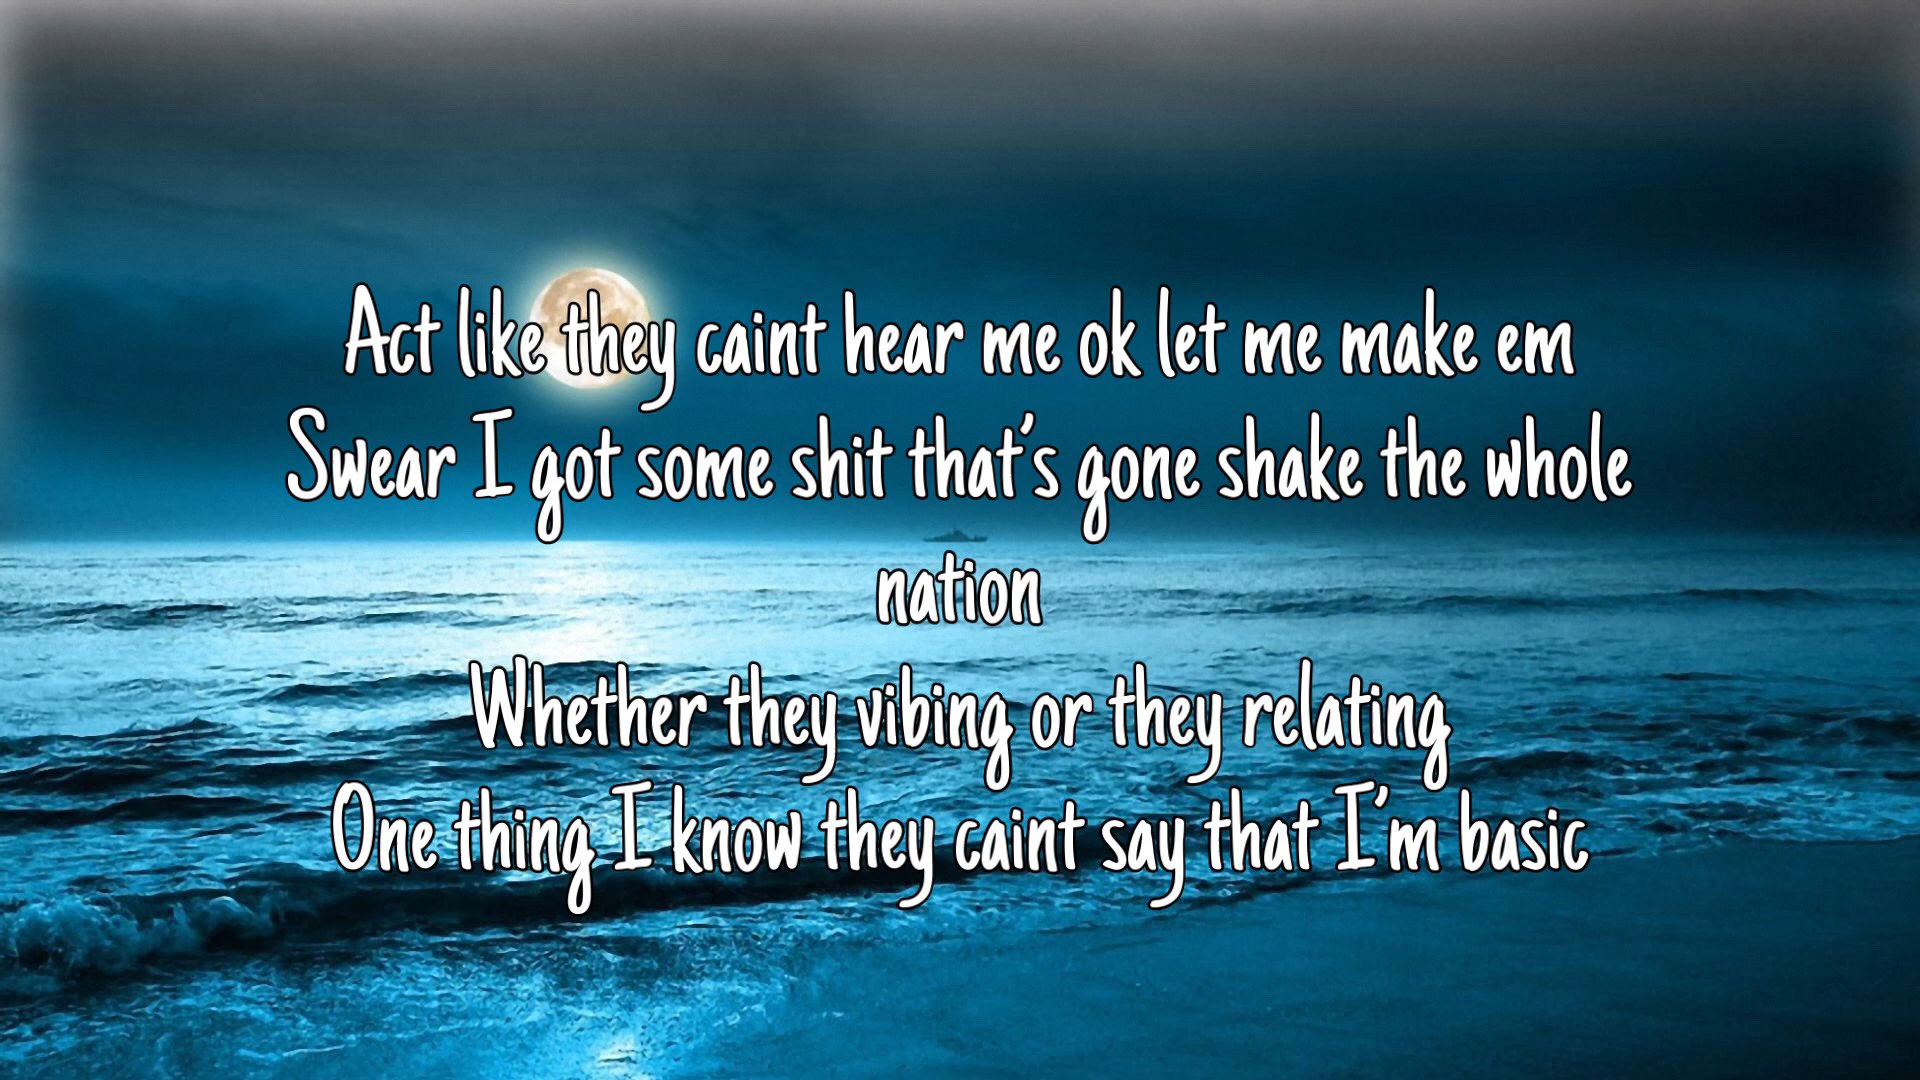 Act like they caint hear me ok let me make em
Swear I got some shit that's gone shake the whole
nation
Whether they vibing or they relating
One thing I know they caint say that I'm basic